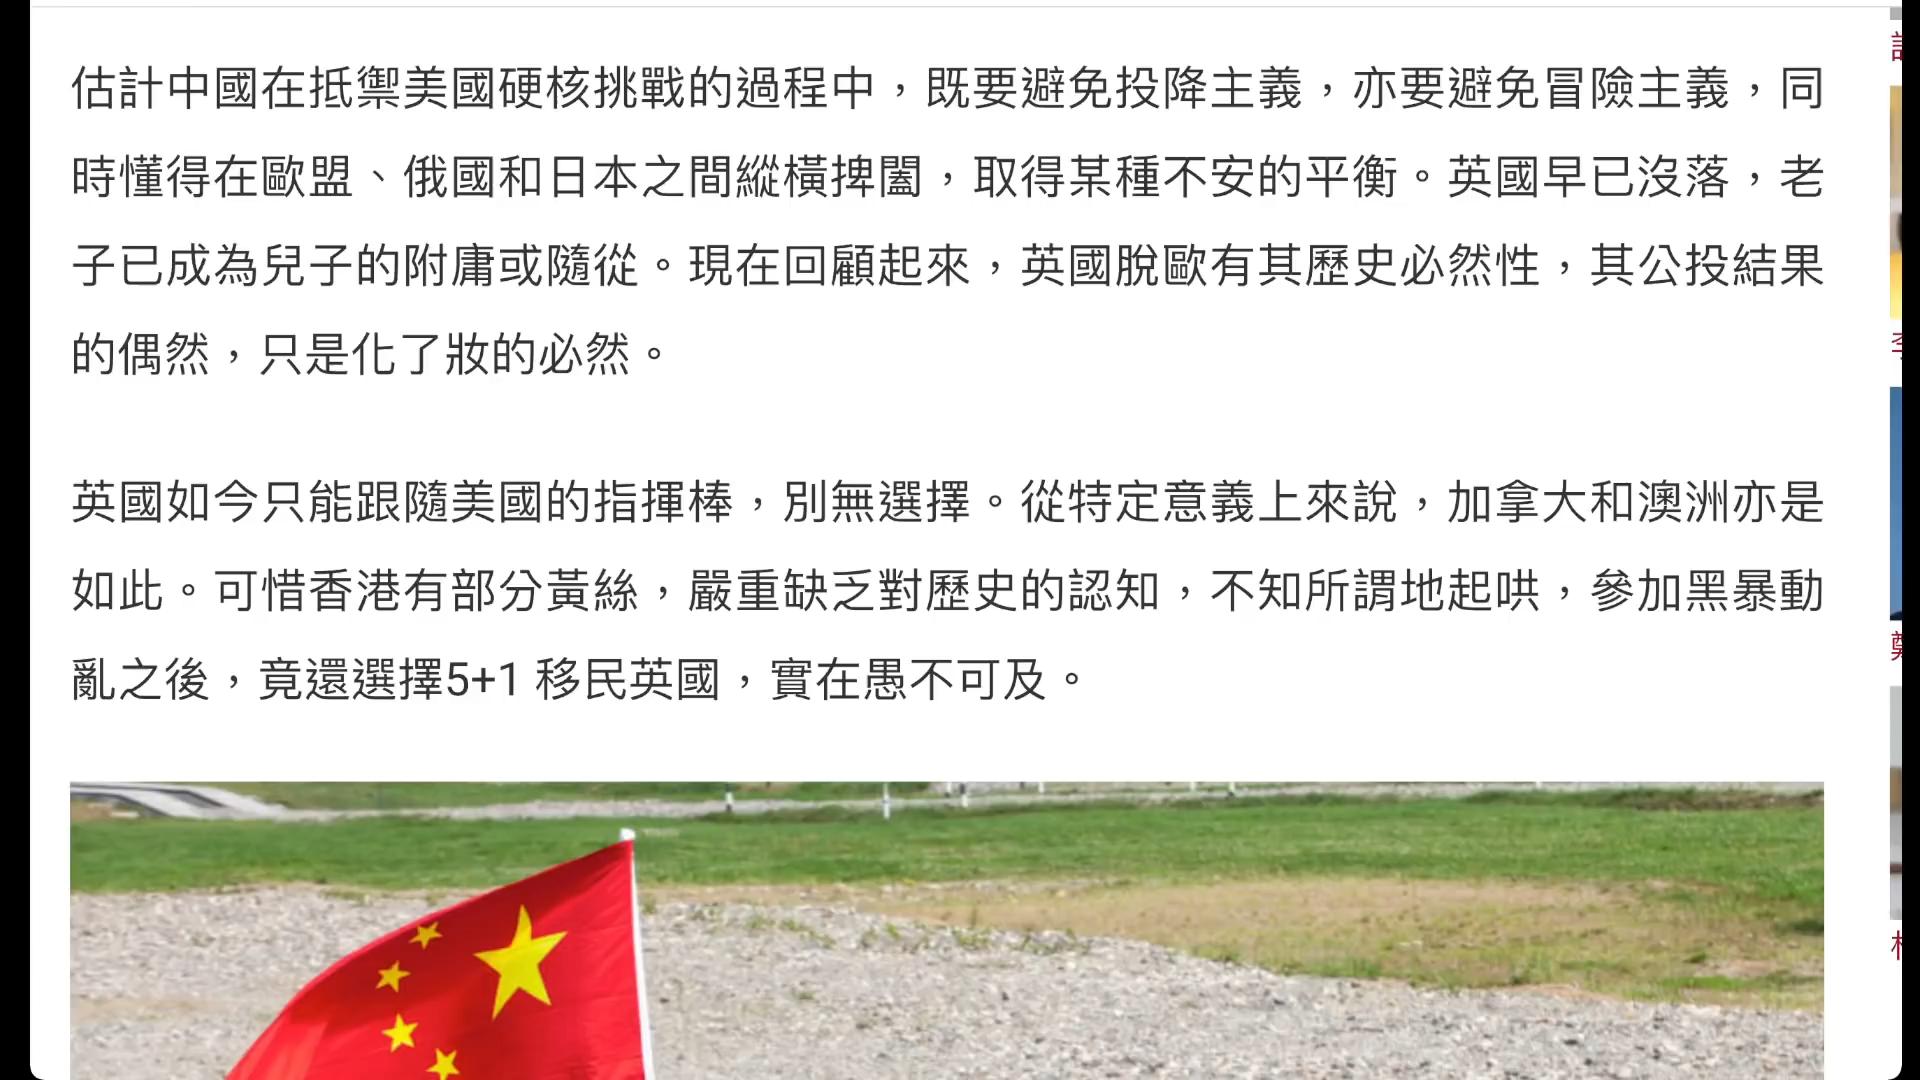 估計中國在抵禦美國硬核挑戰的過程中，既要避免投降主義，亦要避免冒險主義，同
時懂得在歐盟、俄國和日本之間縱橫捭闔，取得某種不安的平衡。英國早已沒落，老
子已成為兒子的附庸或隨從。現在回顧起來，英國脫歐有其歷史必然性，其公投結果
的偶然，只是化了妝的必然。
英國如今只能跟隨美國的指揮棒，別無選擇。從特定意義上來說，加拿大和澳洲亦是
如此。可惜香港有部分黃絲，嚴重缺乏對歷史的認知，不知所謂地起哄，參加黑暴動
亂之後，竟還選擇5+1 移民英國，實在愚不可及。